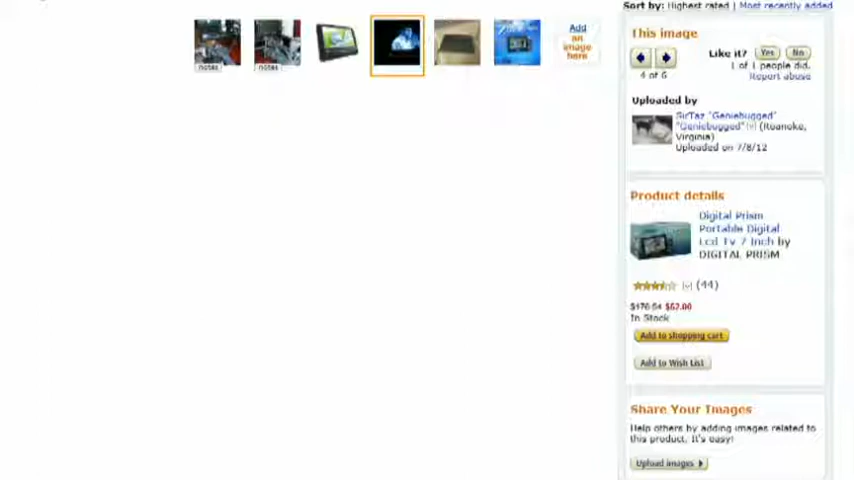 Sort by: Highest rated | Most recently added
Add
an
image
here
notes
notes
This image
Like it? Yes No
4 of 6
1 of 1 people did.
Report abuse
Uploaded by
SirTaz "Geniebugged"
"Geniebugged" (Roanoke,
Virginia)
Uploaded on 7/8/12
Product details
Digital Prism
Portable Digital
Lcd Tv 7 Inch by
DIGITAL PRISM
(44)
$62.00
In Stock
Add to shopping cart
Add to Wish List
Share Your Images
Help others by adding images related to
this product. It's easy!
Upload images